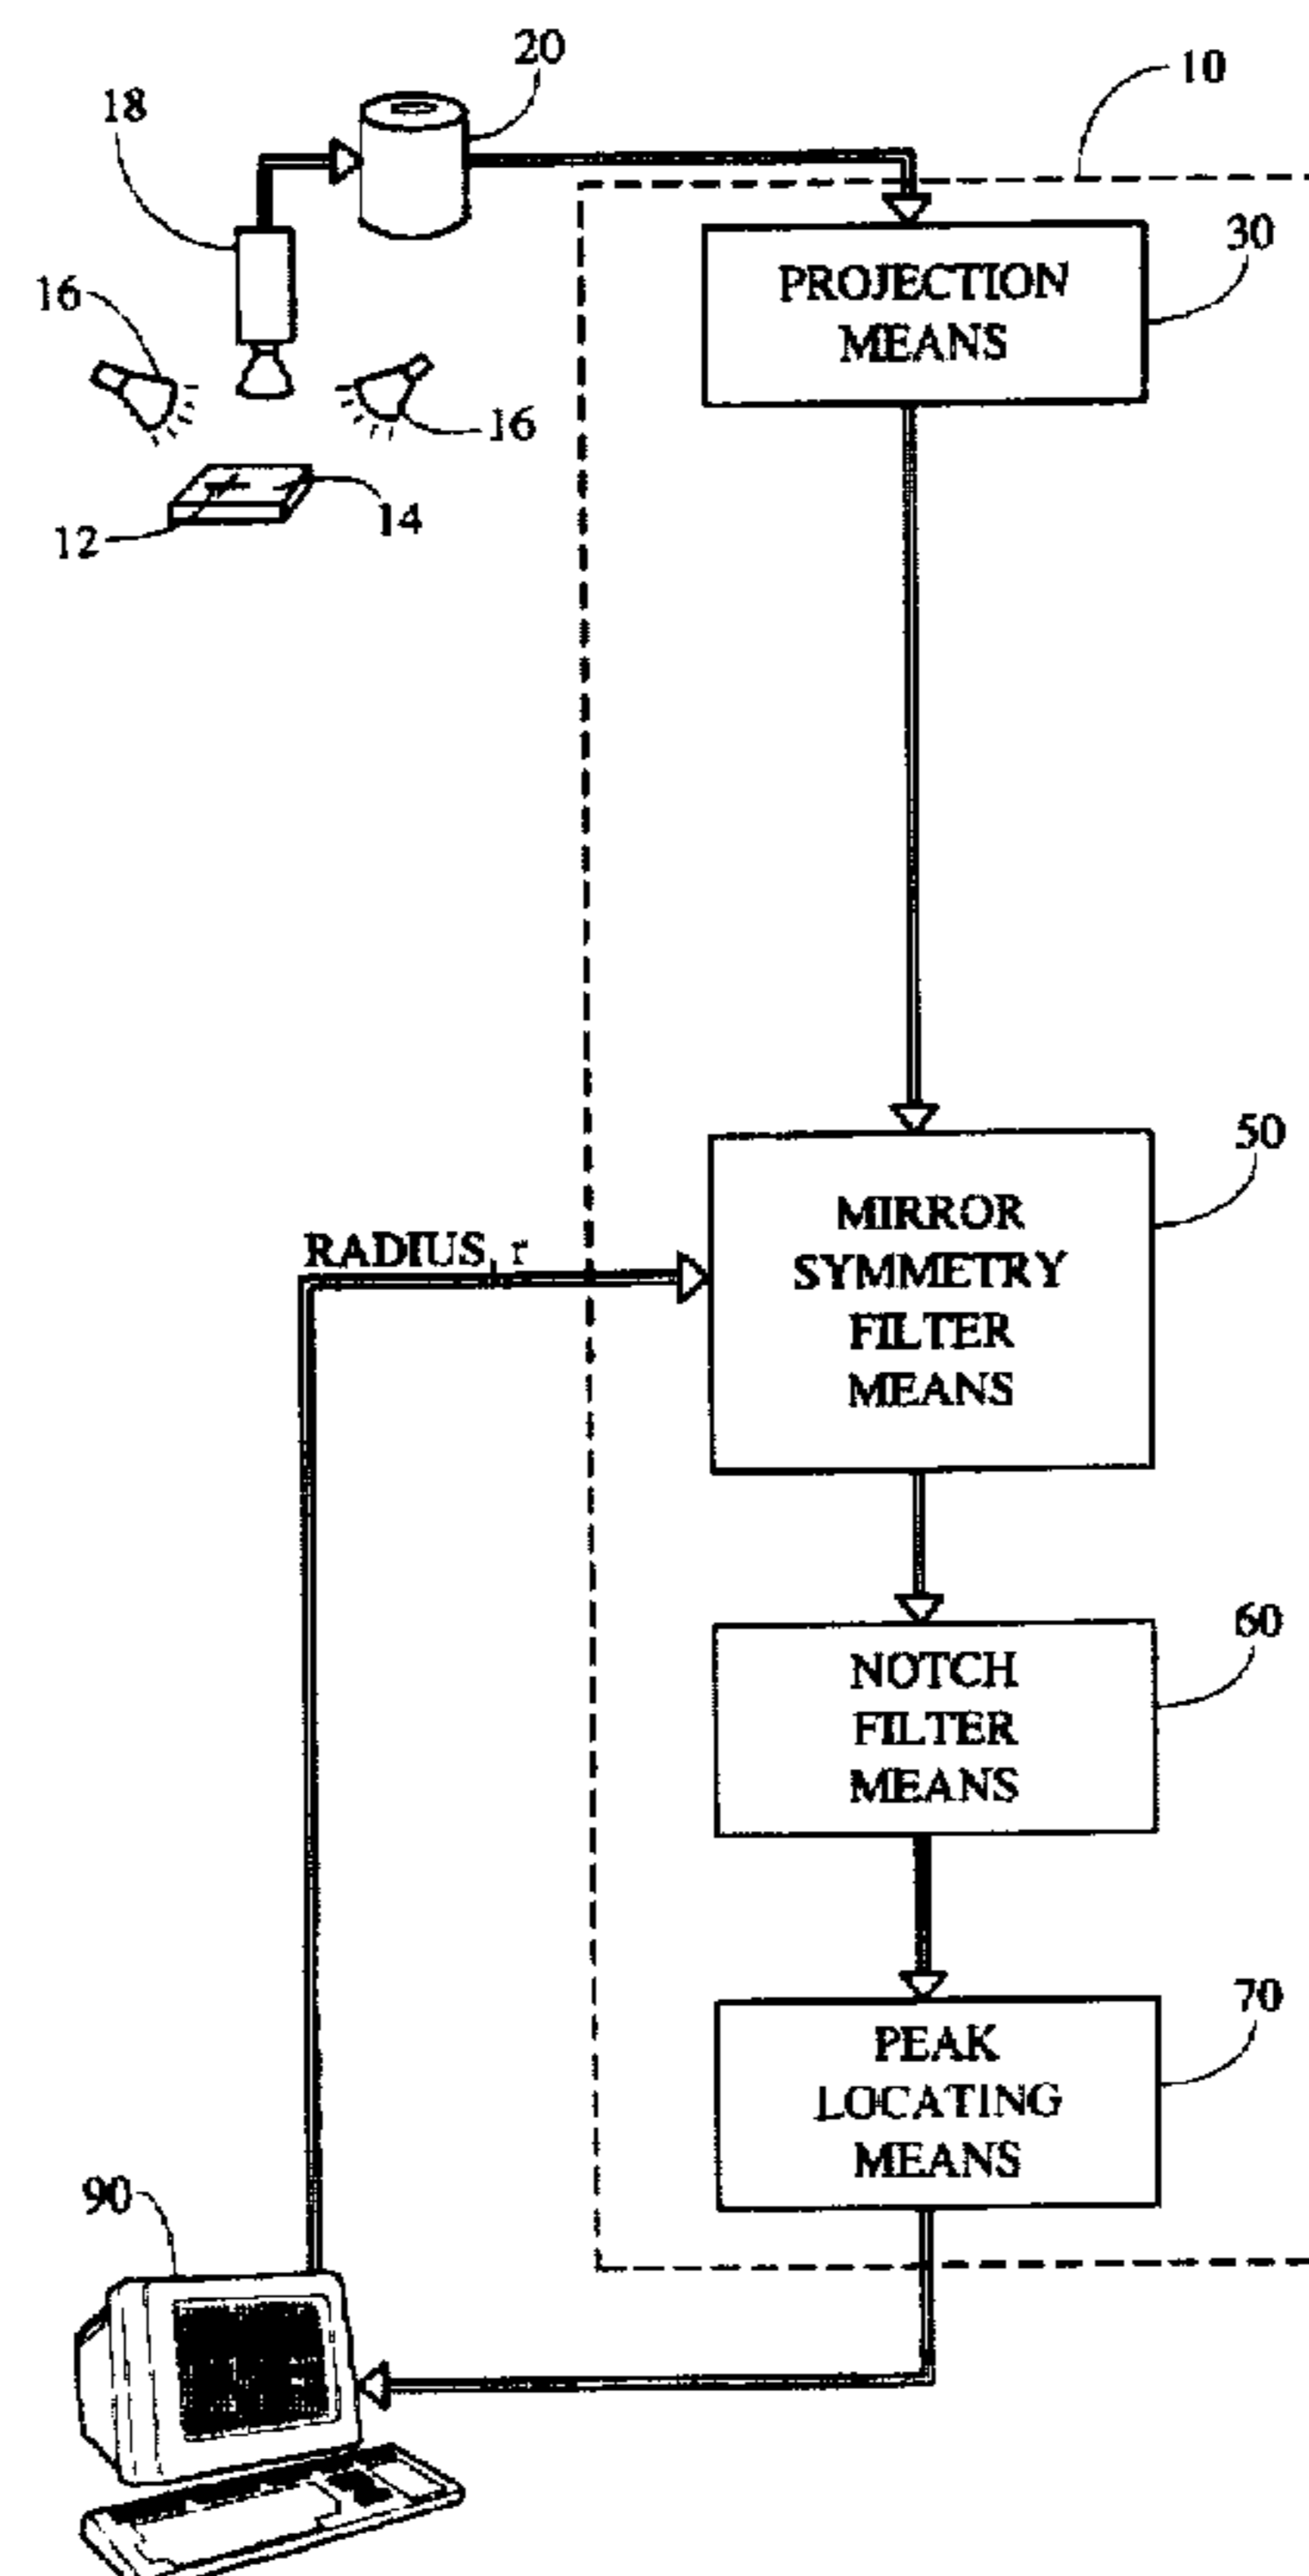 20
10
18
30
PROJECTION
MEANS
16
16
14
12
50
MIRROR
SYMMETRY
FILTER
MEANS
RADIUS, r
60
NOTCH
FILTER
MEANS
70
PEAK
LOCATING
MEANS
90